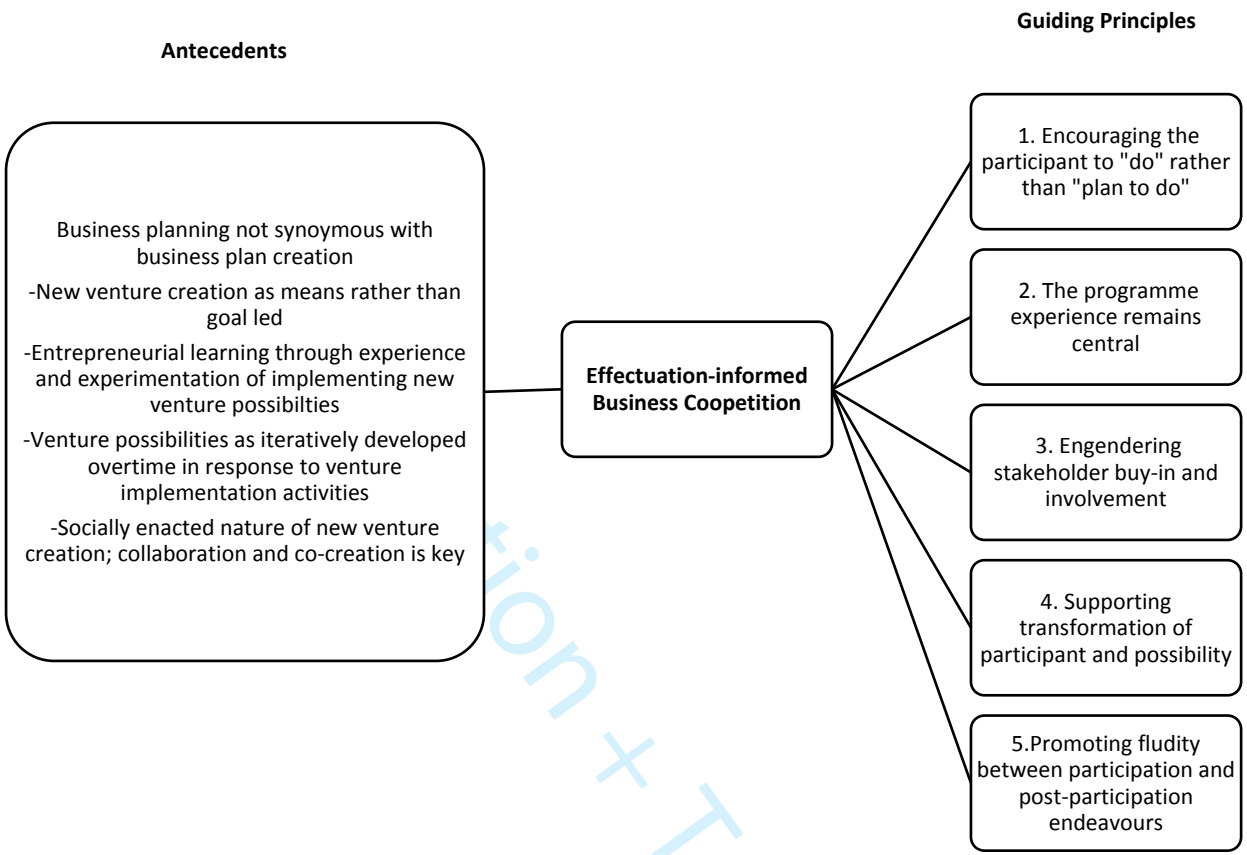 Antecedents
Guiding Principles
Business planning not synoymous with
business plan creation
-New venture creation as means rather than
goal led
-Entrepreneurial learning through experience
and experimentation of implementing new
venture possibilties
-Venture possibilities as iteratively developed
overtime in response to venture
implementation activities
-Socially enacted nature of new venture
creation; collaboration and co-creation is key
Effectuation-informed
Business Coopetition
1. Encouraging the
participant to "do" rather
than "plan to do"
2. The programme
experience remains
central
3. Engendering
stakeholder buy-in and
involvement
4. Supporting
transformation of
participant and possibility
5.Promoting fludity
between participation and
post-participation
endeavours
tion + T